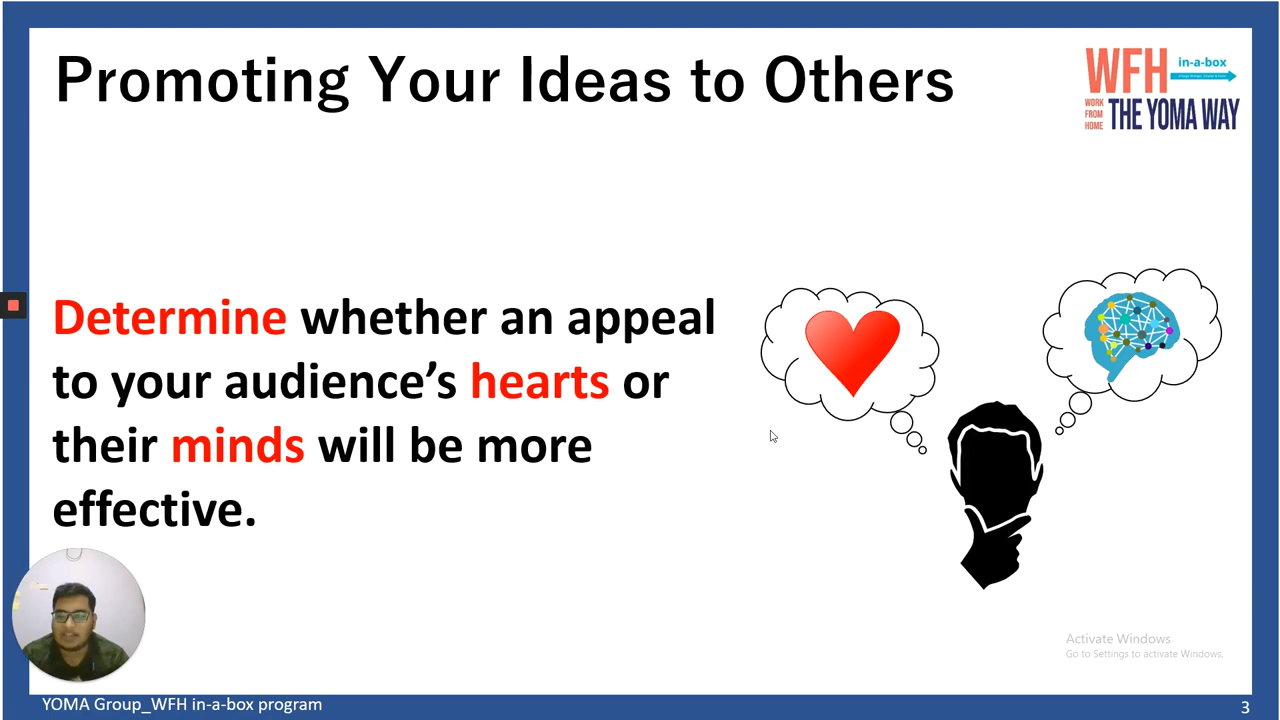 Promoting Your Ideas to Others
WFH in-a-box
WORK FROM HOME THE YOMA WAY
Determine whether an appeal
to your audience’s hearts or
their minds will be more
effective.
Activate Windows
Go to Settings to activate Windows.
YOMA Group_WFH in-a-box program
3